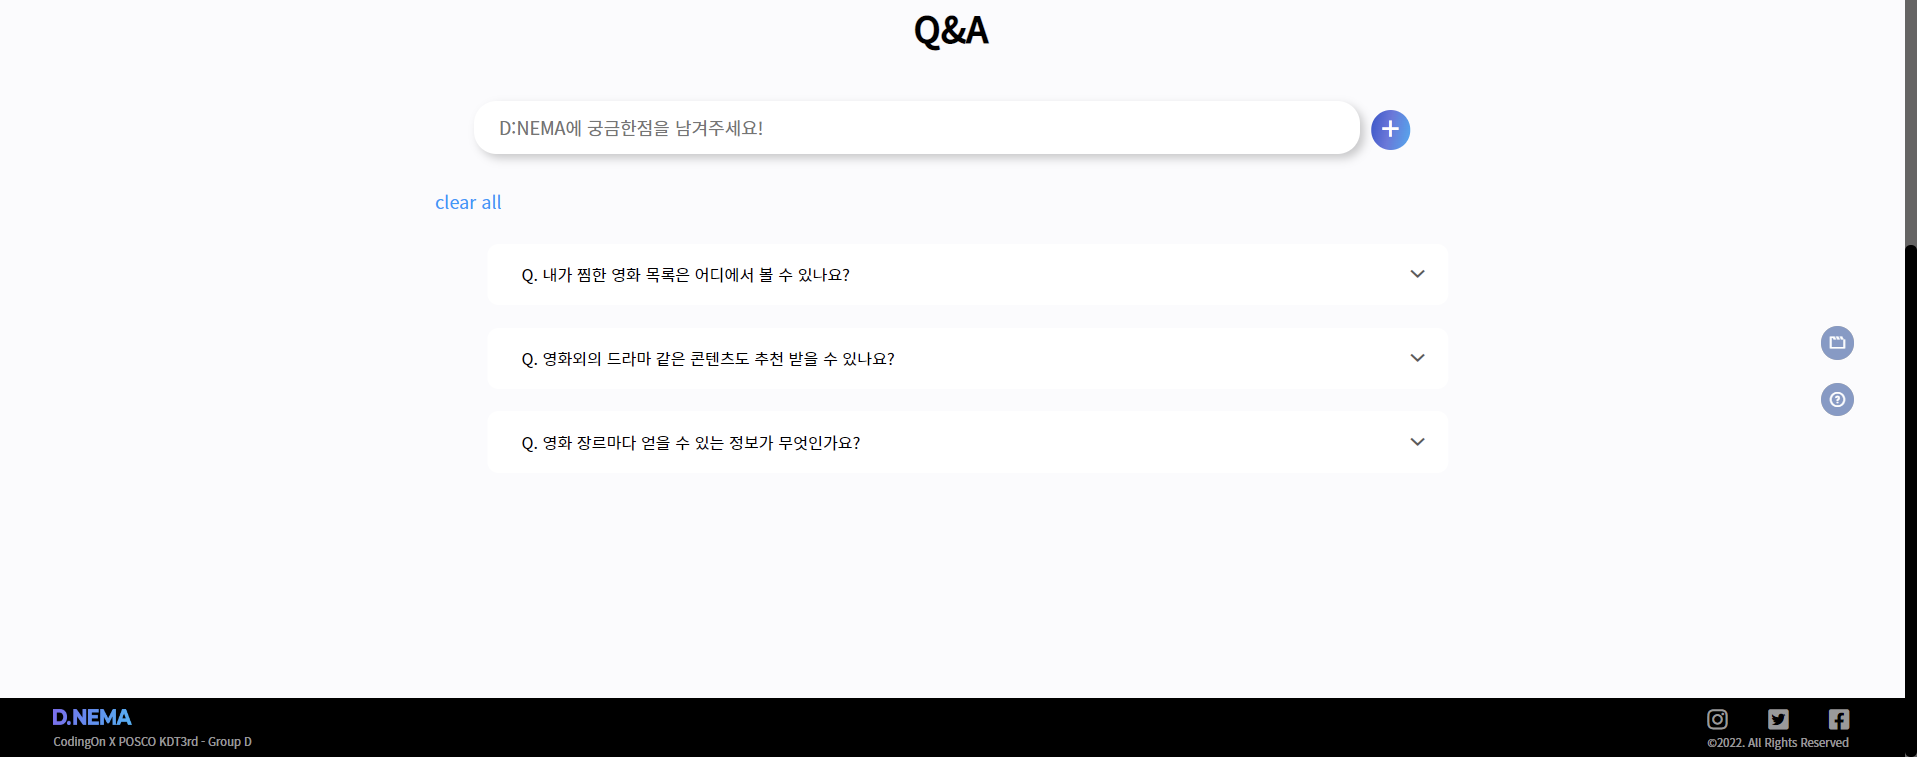 Q&A
D:NEMA에 궁금한점을 남겨주세요!
clear all
Q. 내가 찜한 영화 목록은 어디에서 볼 수 있나요?
Q. 영화외의 드라마 같은 콘텐츠도 추천 받을 수 있나요?
Q. 영화 장르마다 얻을 수 있는 정보가 무엇인가요?
D.NEMA
CodingOn X POSCO KDT3rd - Group D
©2022. All Rights Reserved